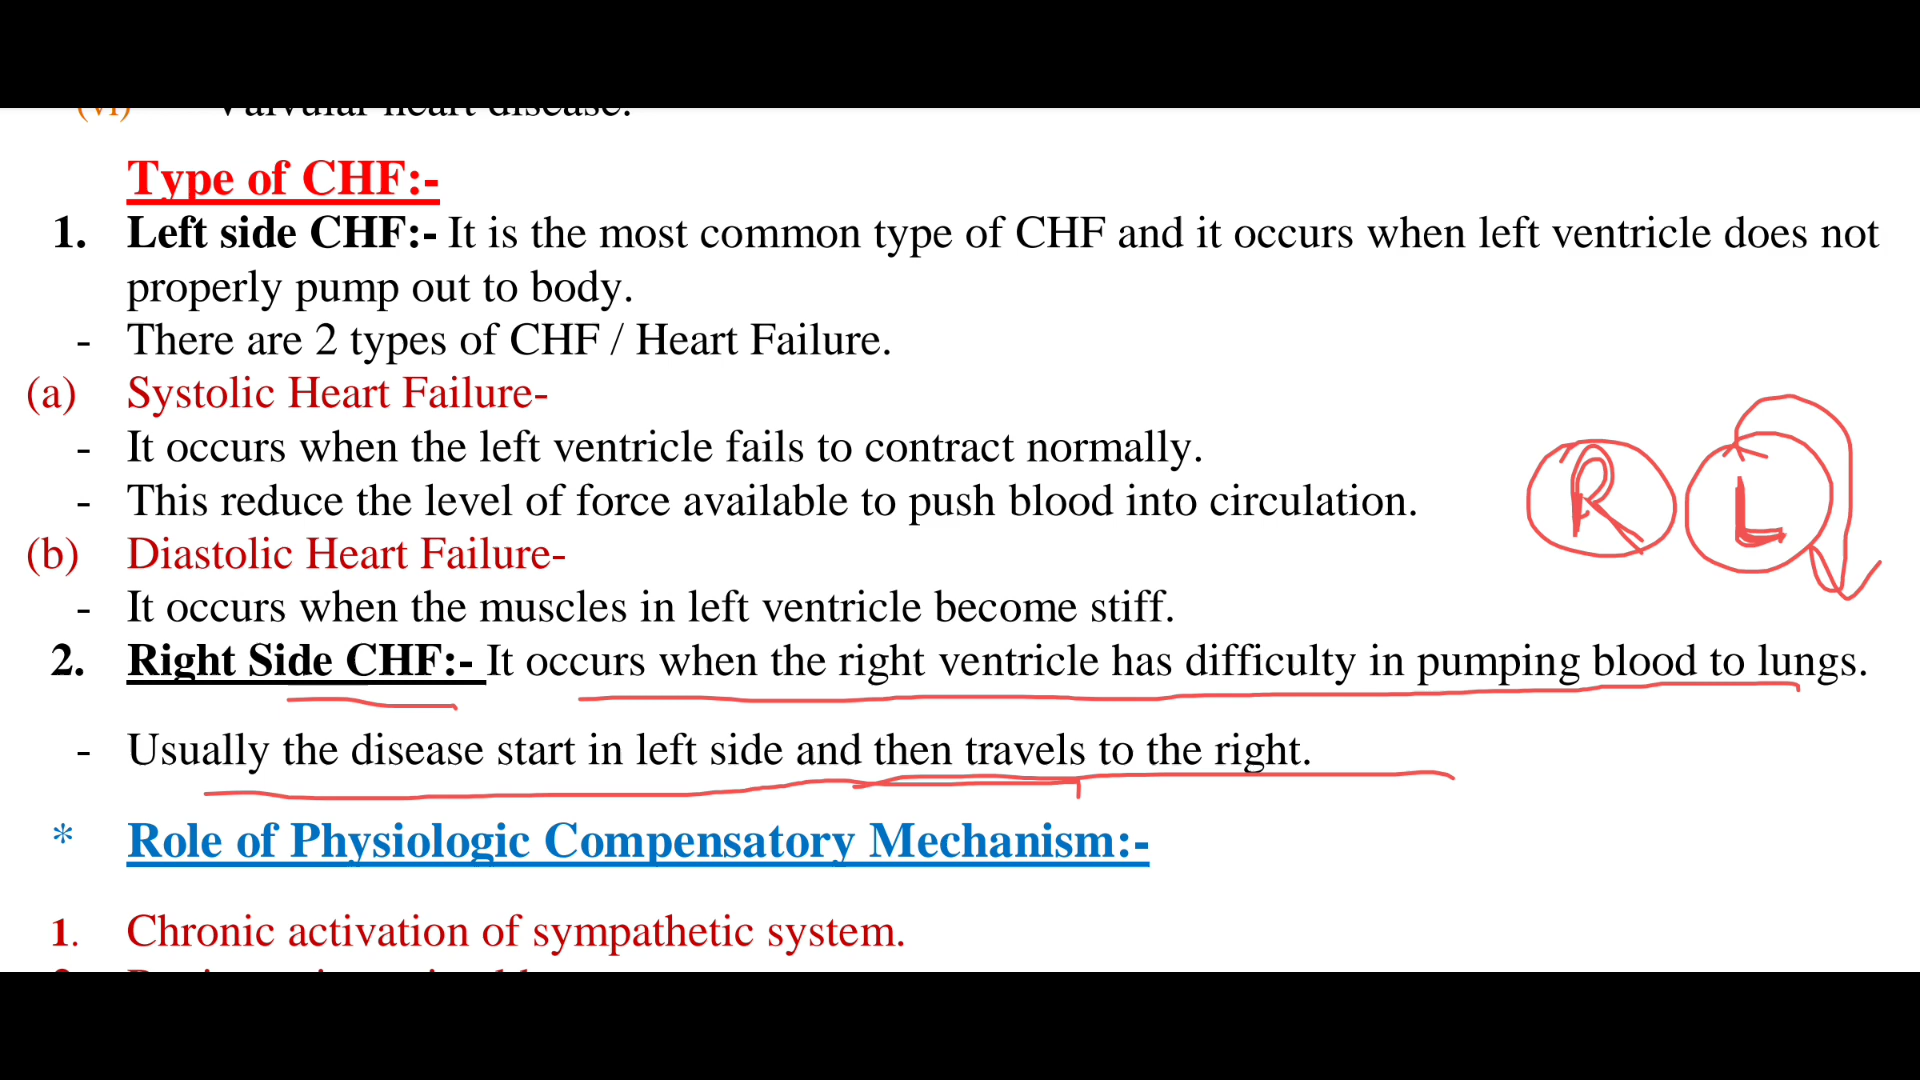 (vi) Valvular heart disease.
Type of CHF:-
1. Left side CHF:- It is the most common type of CHF and it occurs when left ventricle does not
properly pump out to body.
- There are 2 types of CHF / Heart Failure.
(a) Systolic Heart Failure-
- It occurs when the left ventricle fails to contract normally.
- This reduce the level of force available to push blood into circulation.
R L
(b) Diastolic Heart Failure-
- It occurs when the muscles in left ventricle become stiff.
2. Right Side CHF:- It occurs when the right ventricle has difficulty in pumping blood to lungs.
- Usually the disease start in left side and then travels to the right.
* Role of Physiologic Compensatory Mechanism:-
1. Chronic activation of sympathetic system.